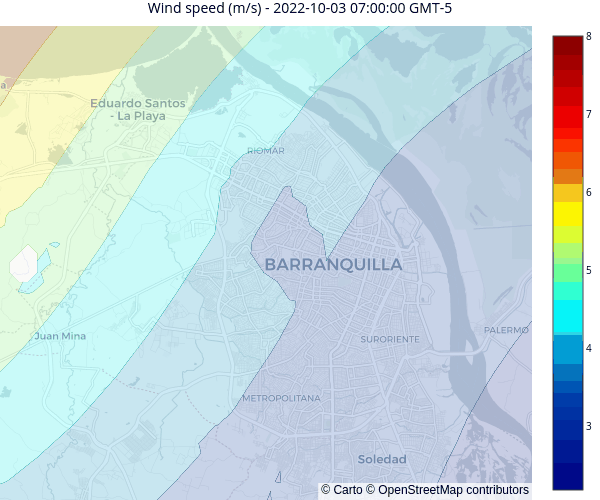 Wind speed (m/s) - 2022-10-03 07:00:00 GMT-5
8
a
Eduardo Santos
- La Playa
7
RIOMAR
6
BARRANQUILLA
5
Juan Mina
PALERMO
SURORIENTE
4
METROPOLITANA
3
Soledad
© Carto © OpenStreetMap contributors